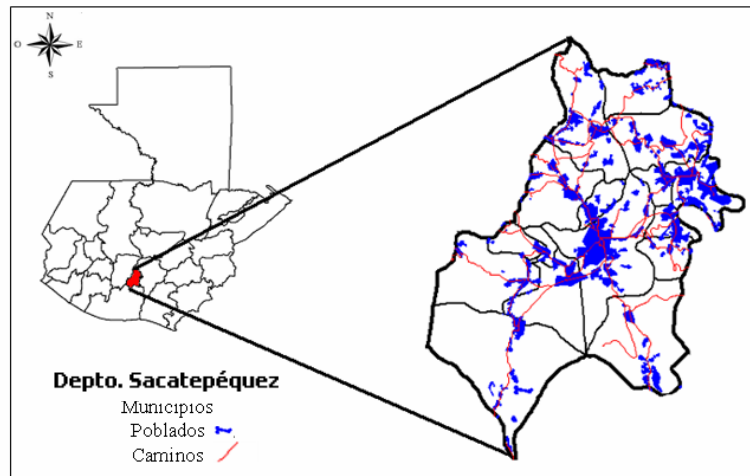 N
O E
S
Depto. Sacatepéquez
Municipios
Poblados
Caminos